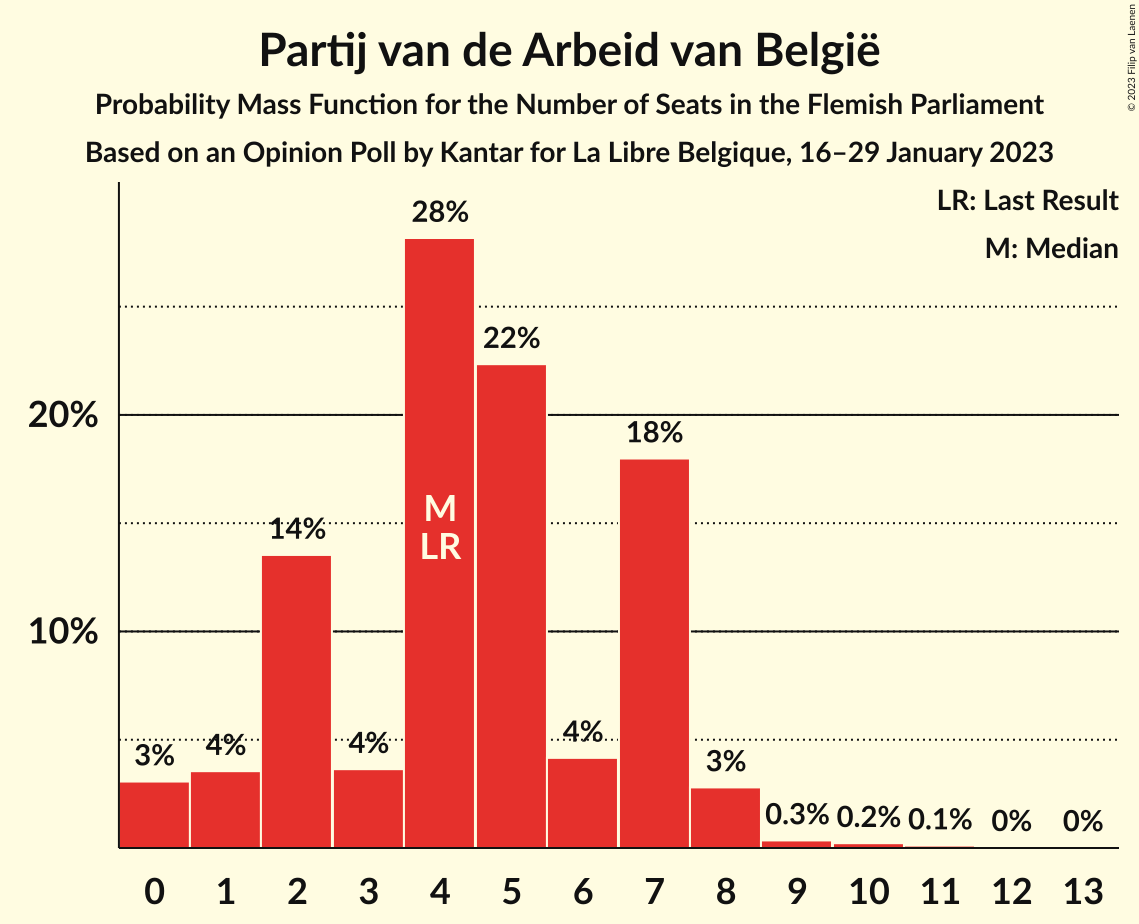 Partij van de Arbeid van België
Probability Mass Function for the Number of Seats in the Flemish Parliament
Based on an Opinion Poll by Kantar for La Libre Belgique, 16–29 January 2023
© 2023 Filip van Laenen
LR: Last Result
M: Median
28%
22%
20%
18%
14%
M
LR
10%
3%
4%
4%
4%
3%
0.3%
0.2%
0.1%
0%
0%
0 1 2 3 4 5 6 7 8 9 10 11 12 13